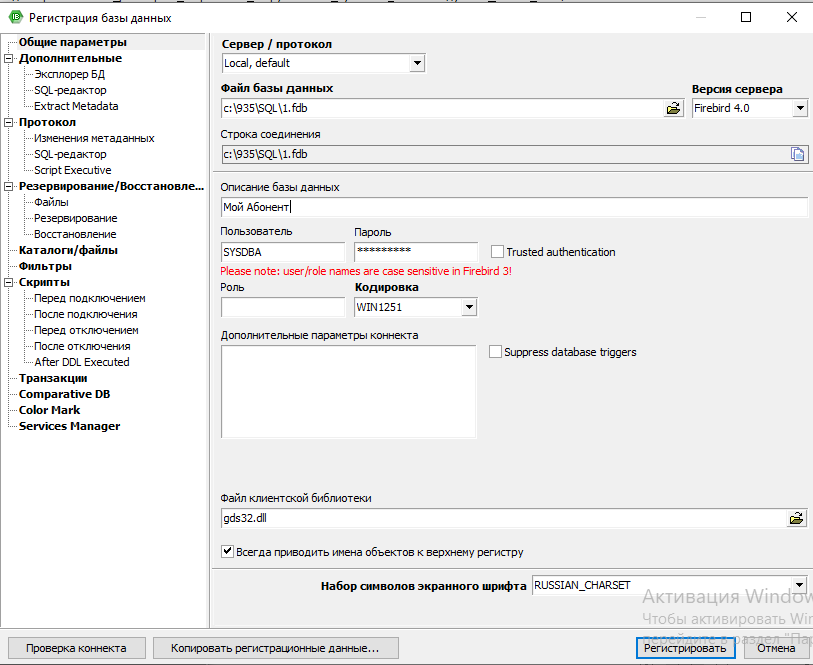 Регистрация базы данных
Общие параметры
Дополнительные
Эксплорер БД
SQL-редактор
Extract Metadata
Протокол
Изменения метаданных
SQL-редактор
Script Executive
Резервирование/Восстановле...
Файлы
Резервирование
Восстановление
Каталоги/файлы
Фильтры
Скрипты
Перед подключением
После подключения
Перед отключением
После отключения
After DDL Executed
Транзакции
Comparative DB
Color Mark
Services Manager
Сервер / протокол
Local, default
Файл базы данных
Версия сервера
c:\935\SQL\1.fdb
Firebird 4.0
Строка соединения
c:\935\SQL\1.fdb
Описание базы данных
Мой Абонент
Пользователь
Пароль
SYSDBA
*********
Trusted authentication
Please note: user/role names are case sensitive in Firebird 3!
Роль
Кодировка
WIN1251
Дополнительные параметры коннекта
Suppress database triggers
Файл клиентской библиотеки
gds32.dll
Всегда приводить имена объектов к верхнему регистру
Набор символов экранного шрифта
RUSSIAN_CHARSET
Активация Window
Чтобы активировать Win
перейдите в раздел "Пар
Проверка коннекта
Копировать регистрационные данные...
Регистрировать
Отмена